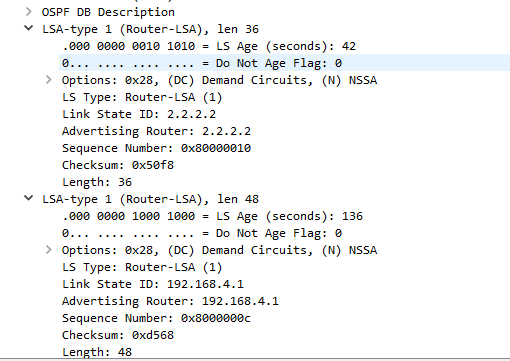 OSPF DB Description
LSA-type 1 (Router-LSA), len 36
.000 0000 0010 1010 = LS Age (seconds): 42
0... .... .... .... = Do Not Age Flag: 0
Options: 0x28, (DC) Demand Circuits, (N) NSSA
LS Type: Router-LSA (1)
Link State ID: 2.2.2.2
Advertising Router: 2.2.2.2
Sequence Number: 0x80000010
Checksum: 0x50f8
Length: 36
LSA-type 1 (Router-LSA), len 48
.000 0000 1000 1000 = LS Age (seconds): 136
0... .... .... .... = Do Not Age Flag: 0
Options: 0x28, (DC) Demand Circuits, (N) NSSA
LS Type: Router-LSA (1)
Link State ID: 192.168.4.1
Advertising Router: 192.168.4.1
Sequence Number: 0x8000000c
Checksum: 0xd568
Length: 48